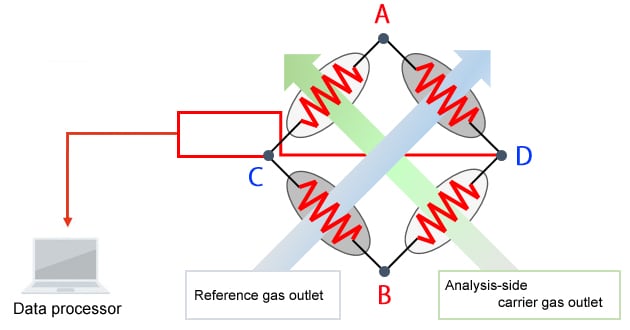 A
D
C
B
Reference gas outlet
Analysis-side
carrier gas outlet
Data processor